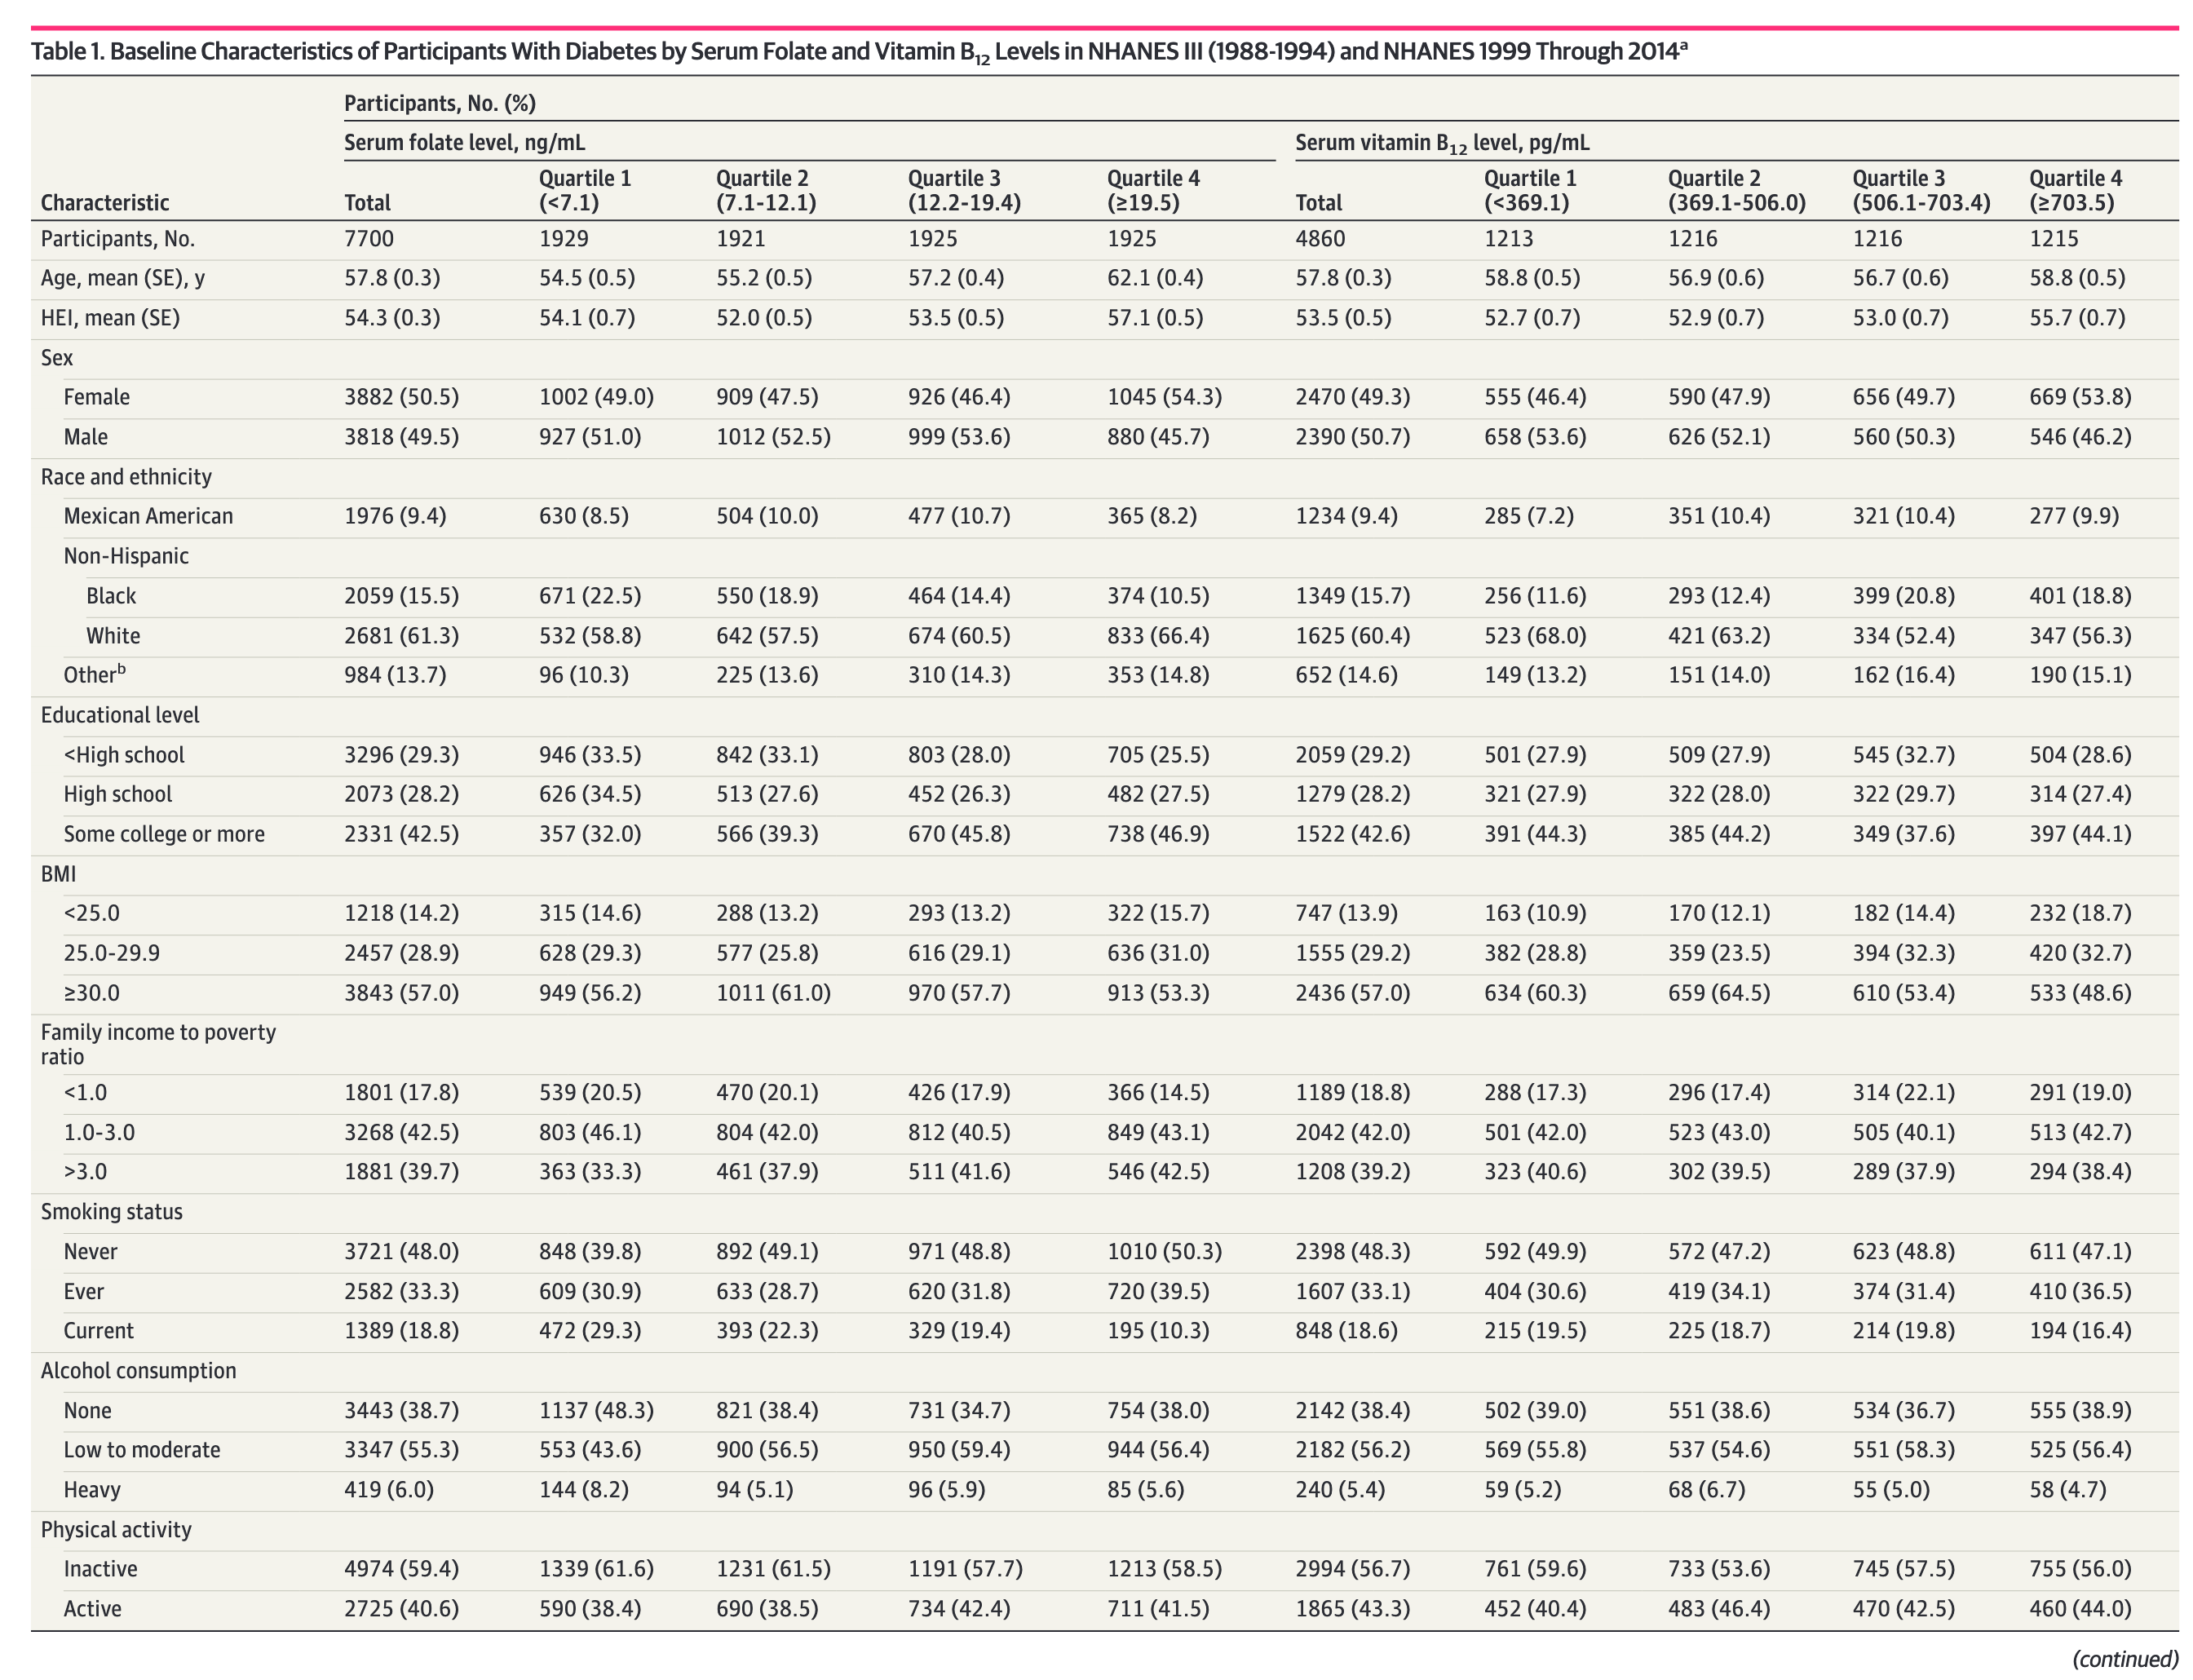 Table 1. Baseline Characteristics of Participants With Diabetes by Serum Folate and Vitamin B12 Levels in NHANES III (1988-1994) and NHANES 1999 Through 2014a
Participants, No. (%)
Serum folate level, ng/mL Serum vitamin B12 level, pg/mL
Characteristic Total Quartile 1 (<7.1) Quartile 2 (7.1-12.1) Quartile 3 (12.2-19.4) Quartile 4 (≥19.5) Total Quartile 1 (<369.1) Quartile 2 (369.1-506.0) Quartile 3 (506.1-703.4) Quartile 4 (≥703.5)
Participants, No. 7700 1929 1921 1925 1925 4860 1213 1216 1216 1215
Age, mean (SE), y 57.8 (0.3) 54.5 (0.5) 55.2 (0.5) 57.2 (0.4) 62.1 (0.4) 57.8 (0.3) 58.8 (0.5) 56.9 (0.6) 56.7 (0.6) 58.8 (0.5)
HEI, mean (SE) 54.3 (0.3) 54.1 (0.7) 52.0 (0.5) 53.5 (0.5) 57.1 (0.5) 53.5 (0.5) 52.7 (0.7) 52.9 (0.7) 53.0 (0.7) 55.7 (0.7)
Sex
Female 3882 (50.5) 1002 (49.0) 909 (47.5) 926 (46.4) 1045 (54.3) 2470 (49.3) 555 (46.4) 590 (47.9) 656 (49.7) 669 (53.8)
Male 3818 (49.5) 927 (51.0) 1012 (52.5) 999 (53.6) 880 (45.7) 2390 (50.7) 658 (53.6) 626 (52.1) 560 (50.3) 546 (46.2)
Race and ethnicity
Mexican American 1976 (9.4) 630 (8.5) 504 (10.0) 477 (10.7) 365 (8.2) 1234 (9.4) 285 (7.2) 351 (10.4) 321 (10.4) 277 (9.9)
Non-Hispanic
Black 2059 (15.5) 671 (22.5) 550 (18.9) 464 (14.4) 374 (10.5) 1349 (15.7) 256 (11.6) 293 (12.4) 399 (20.8) 401 (18.8)
White 2681 (61.3) 532 (58.8) 642 (57.5) 674 (60.5) 833 (66.4) 1625 (60.4) 523 (68.0) 421 (63.2) 334 (52.4) 347 (56.3)
Otherb 984 (13.7) 96 (10.3) 225 (13.6) 310 (14.3) 353 (14.8) 652 (14.6) 149 (13.2) 151 (14.0) 162 (16.4) 190 (15.1)
Educational level
<High school 3296 (29.3) 946 (33.5) 842 (33.1) 803 (28.0) 705 (25.5) 2059 (29.2) 501 (27.9) 509 (27.9) 545 (32.7) 504 (28.6)
High school 2073 (28.2) 626 (34.5) 513 (27.6) 452 (26.3) 482 (27.5) 1279 (28.2) 321 (27.9) 322 (28.0) 322 (29.7) 314 (27.4)
Some college or more 2331 (42.5) 357 (32.0) 566 (39.3) 670 (45.8) 738 (46.9) 1522 (42.6) 391 (44.3) 385 (44.2) 349 (37.6) 397 (44.1)
BMI
<25.0 1218 (14.2) 315 (14.6) 288 (13.2) 293 (13.2) 322 (15.7) 747 (13.9) 163 (10.9) 170 (12.1) 182 (14.4) 232 (18.7)
25.0-29.9 2457 (28.9) 628 (29.3) 577 (25.8) 616 (29.1) 636 (31.0) 1555 (29.2) 382 (28.8) 359 (23.5) 394 (32.3) 420 (32.7)
≥30.0 3843 (57.0) 949 (56.2) 1011 (61.0) 970 (57.7) 913 (53.3) 2436 (57.0) 634 (60.3) 659 (64.5) 610 (53.4) 533 (48.6)
Family income to poverty
ratio
<1.0 1801 (17.8) 539 (20.5) 470 (20.1) 426 (17.9) 366 (14.5) 1189 (18.8) 288 (17.3) 296 (17.4) 314 (22.1) 291 (19.0)
1.0-3.0 3268 (42.5) 803 (46.1) 804 (42.0) 812 (40.5) 849 (43.1) 2042 (42.0) 501 (42.0) 523 (43.0) 505 (40.1) 513 (42.7)
>3.0 1881 (39.7) 363 (33.3) 461 (37.9) 511 (41.6) 546 (42.5) 1208 (39.2) 323 (40.6) 302 (39.5) 289 (37.9) 294 (38.4)
Smoking status
Never 3721 (48.0) 848 (39.8) 892 (49.1) 971 (48.8) 1010 (50.3) 2398 (48.3) 592 (49.9) 572 (47.2) 623 (48.8) 611 (47.1)
Ever 2582 (33.3) 609 (30.9) 633 (28.7) 620 (31.8) 720 (39.5) 1607 (33.1) 404 (30.6) 419 (34.1) 374 (31.4) 410 (36.5)
Current 1389 (18.8) 472 (29.3) 393 (22.3) 329 (19.4) 195 (10.3) 848 (18.6) 215 (19.5) 225 (18.7) 214 (19.8) 194 (16.4)
Alcohol consumption
None 3443 (38.7) 1137 (48.3) 821 (38.4) 731 (34.7) 754 (38.0) 2142 (38.4) 502 (39.0) 551 (38.6) 534 (36.7) 555 (38.9)
Low to moderate 3347 (55.3) 553 (43.6) 900 (56.5) 950 (59.4) 944 (56.4) 2182 (56.2) 569 (55.8) 537 (54.6) 551 (58.3) 525 (56.4)
Heavy 419 (6.0) 144 (8.2) 94 (5.1) 96 (5.9) 85 (5.6) 240 (5.4) 59 (5.2) 68 (6.7) 55 (5.0) 58 (4.7)
Physical activity
Inactive 4974 (59.4) 1339 (61.6) 1231 (61.5) 1191 (57.7) 1213 (58.5) 2994 (56.7) 761 (59.6) 733 (53.6) 745 (57.5) 755 (56.0)
Active 2725 (40.6) 590 (38.4) 690 (38.5) 734 (42.4) 711 (41.5) 1865 (43.3) 452 (40.4) 483 (46.4) 470 (42.5) 460 (44.0)
(continued)